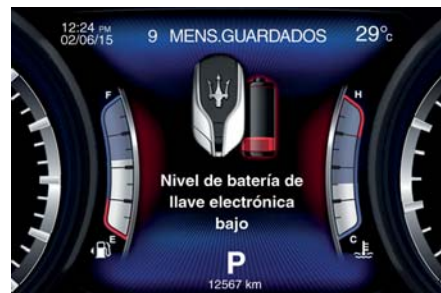 12:24 PM
02/06/15
9 MENS.GUARDADOS
29°c
F
H
Nivel de batería de
llave electrónica
bajo
E
C
P
12567 km